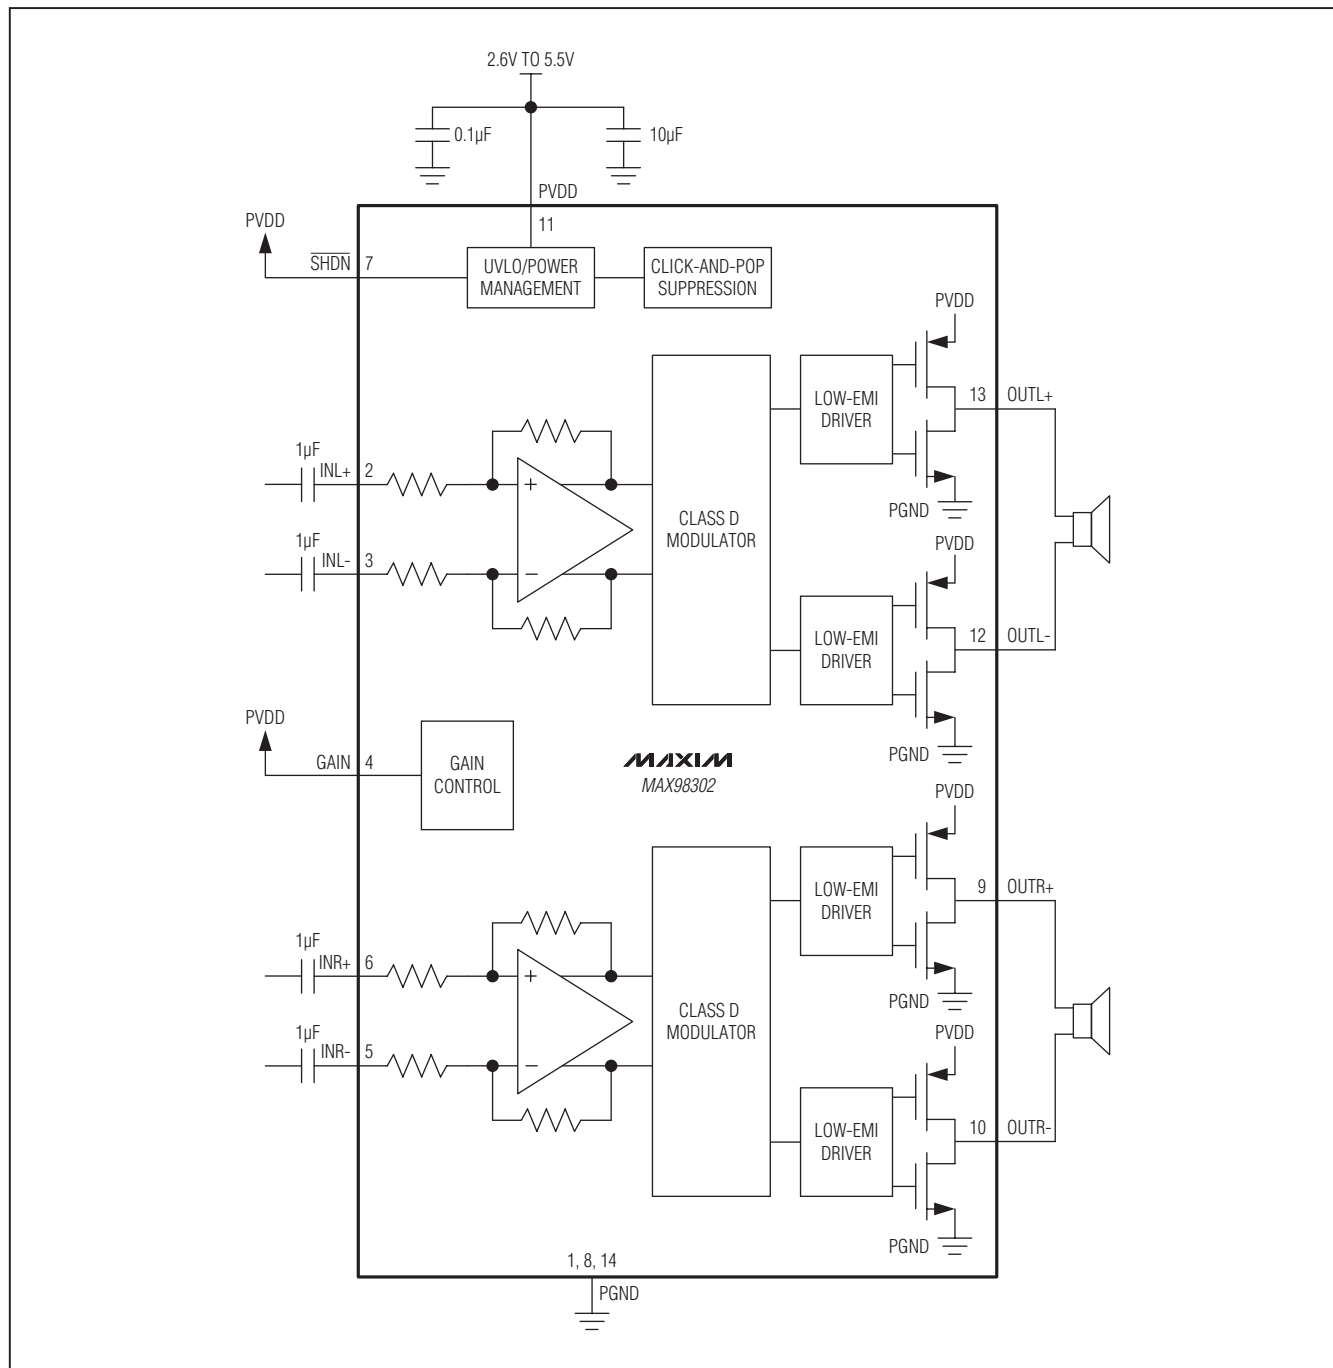 2.6V TO 5.5V
0.1µF
10µF
PVDD
11
PVDD
SHDN
7
UVLO/POWER
MANAGEMENT
CLICK-AND-POP
SUPPRESSION
PVDD
LOW-EMI
DRIVER
13
OUTL+
PGND
1µF
INL+
2
+
CLASS D
MODULATOR
1µF
INL-
3
−
PVDD
LOW-EMI
DRIVER
12
OUTL-
PGND
PVDD
GAIN
4
GAIN
CONTROL
MAXIM
MAX98302
PVDD
LOW-EMI
DRIVER
9
OUTR+
PGND
1µF
INR+
6
+
CLASS D
MODULATOR
1µF
INR-
5
−
PVDD
LOW-EMI
DRIVER
10
OUTR-
PGND
1, 8, 14
PGND